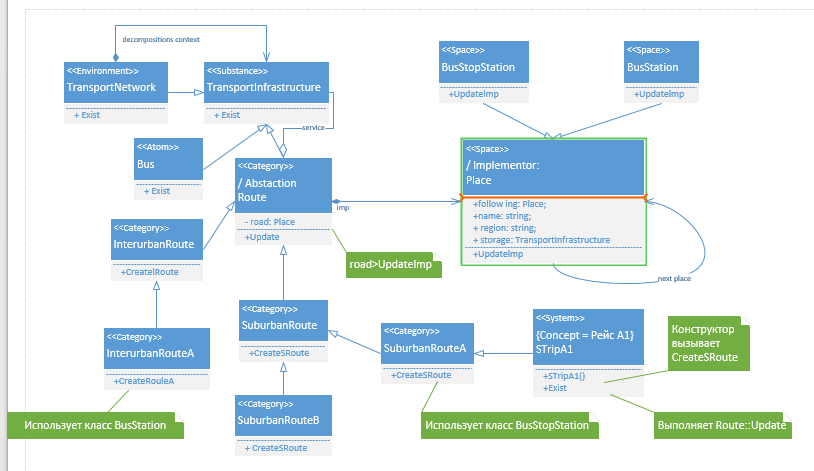 decompositions context
<<Environment>>
TransportNetwork
+ Exist
<<Substance>>
TransportInfrastructure
+ Exist
<<Space>>
BusStopStation
+UpdateImp
<<Space>>
BusStation
+UpdateImp
service
<<Atom>>
Bus
+ Exist
<<Category>>
/ Abstaction
Route
- road: Place
+Update
imp
<<Space>>
/ Implementor:
Place
+follow ing: Place;
+name: string;
+ region: string;
+ storage: TransportInfrastructure
+UpdateImp
next place
<<Category>>
InterurbanRoute
+CreateIRoute
road>UpdateImp
<<Category>>
InterurbanRouteA
+CreateRouleA
<<Category>>
SuburbanRoute
+CreateSRoute
<<Category>>
SuburbanRouteA
+CreateSRoute
<<System>>
{Concept = Рейс А1}
STripA1
+STripA1()
+Exist
Конструктор
вызывает
CreateSRoute
<<Category>>
SuburbanRouteB
+ CreateSRoute
Использует класс BusStation
Использует класс BusStopStation
Выполняет Route::Update